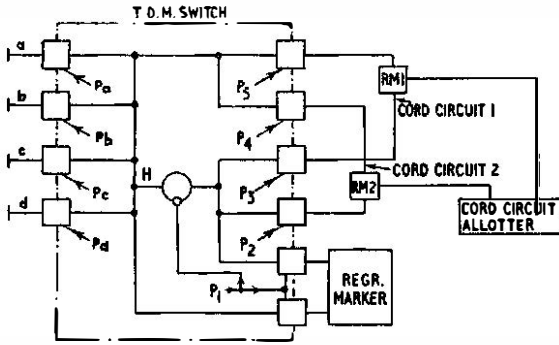 T D.M. SWITCH
a
Pa
b
Pb
c
Pc
d
Pd
H
P5
P4
P3
P2
P1
RM1
CORD CIRCUIT 1
CORD CIRCUIT 2
RM2
CORD CIRCUIT
ALLOTTER
REGR.
MARKER